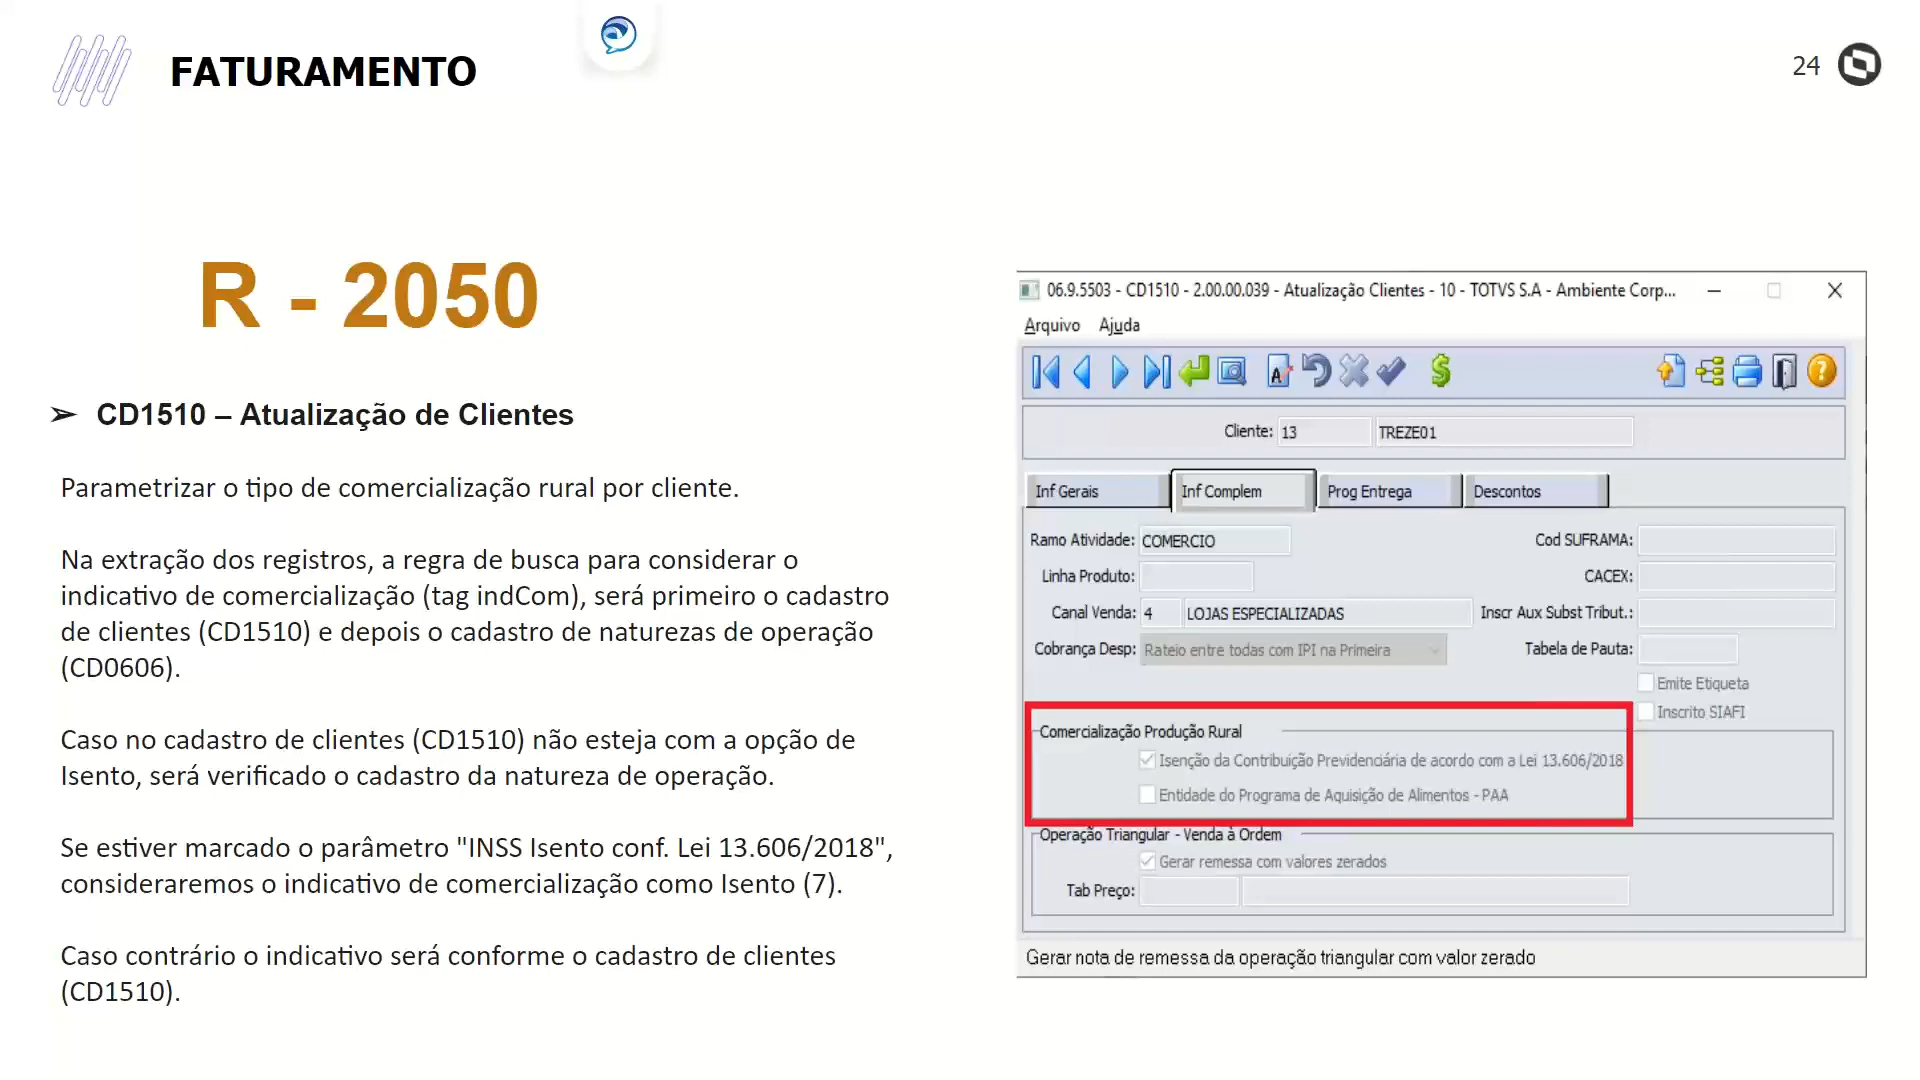 FATURAMENTO
24
R - 2050
➢ CD1510 – Atualização de Clientes
Parametrizar o tipo de comercialização rural por cliente.
Na extração dos registros, a regra de busca para considerar o
indicativo de comercialização (tag indCom), será primeiro o cadastro
de clientes (CD1510) e depois o cadastro de naturezas de operação
(CD0606).
Caso no cadastro de clientes (CD1510) não esteja com a opção de
Isento, será verificado o cadastro da natureza de operação.
Se estiver marcado o parâmetro "INSS Isento conf. Lei 13.606/2018",
consideraremos o indicativo de comercialização como Isento (7).
Caso contrário o indicativo será conforme o cadastro de clientes
(CD1510).
06.9.5503 - CD1510 - 2.00.00.039 - Atualização Clientes - 10 - TOTVS S.A - Ambiente Corp...
Arquivo Ajuda
Cliente: 13 TREZE01
Inf Gerais Inf Complem Prog Entrega Descontos
Ramo Atividade: COMERCIO Cod SUFRAMA:
Linha Produto: CACEX:
Canal Venda: 4 LOJAS ESPECIALIZADAS Inscr Aux Subst Tribut.:
Cobrança Desp: Rateio entre todas com IPI na Primeira Tabela de Pauta:
Emite Etiqueta
Inscrito SIAFI
Comercialização Produção Rural
Isenção da Contribuição Previdenciária de acordo com a Lei 13.606/2018
Entidade do Programa de Aquisição de Alimentos - PAA
Operação Triangular - Venda à Ordem
Gerar remessa com valores zerados
Tab Preço:
Gerar nota de remessa da operação triangular com valor zerado